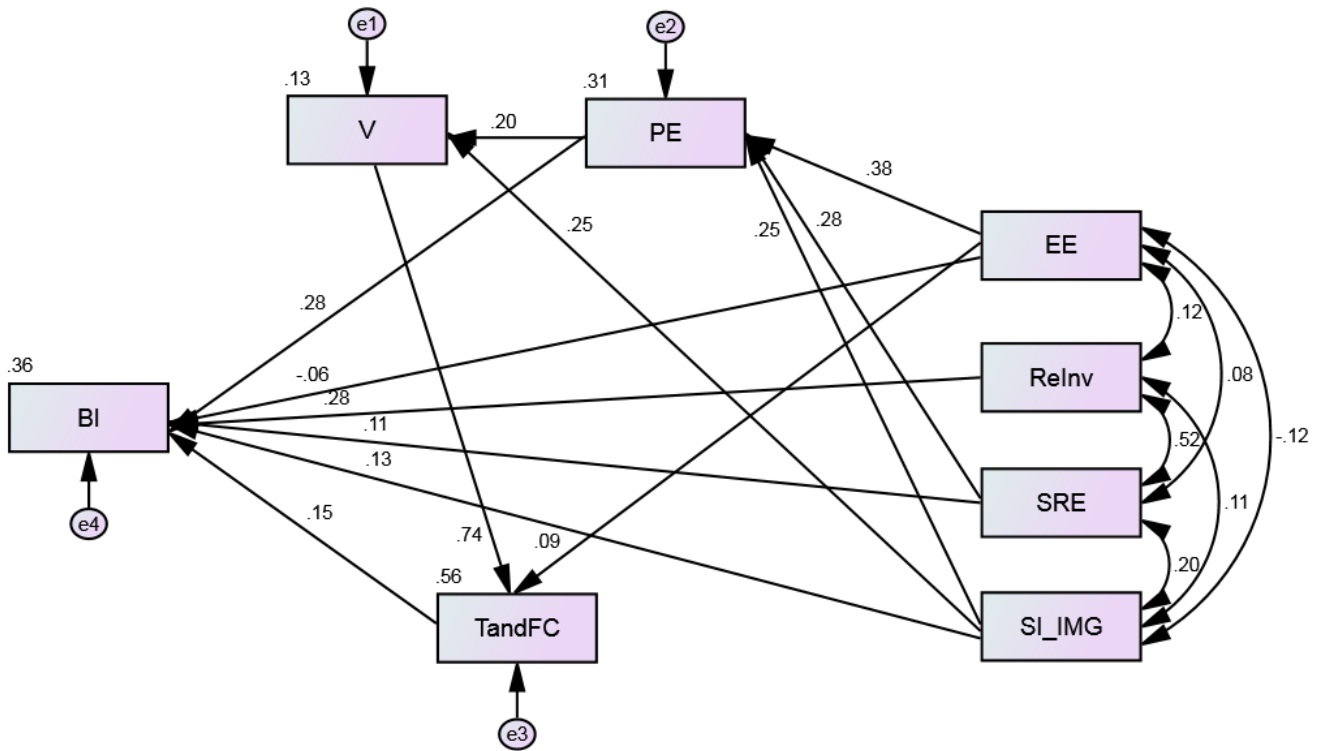 e1
e2
.13
.31
V
.20
PE
.38
.25
.25
.28
EE
.28
.12
.36
-.06
.28
ReInv
.08
BI
.11
.52
-.12
.13
SRE
.11
e4
.15
.74
.09
.20
.56
TandFC
SI_IMG
e3